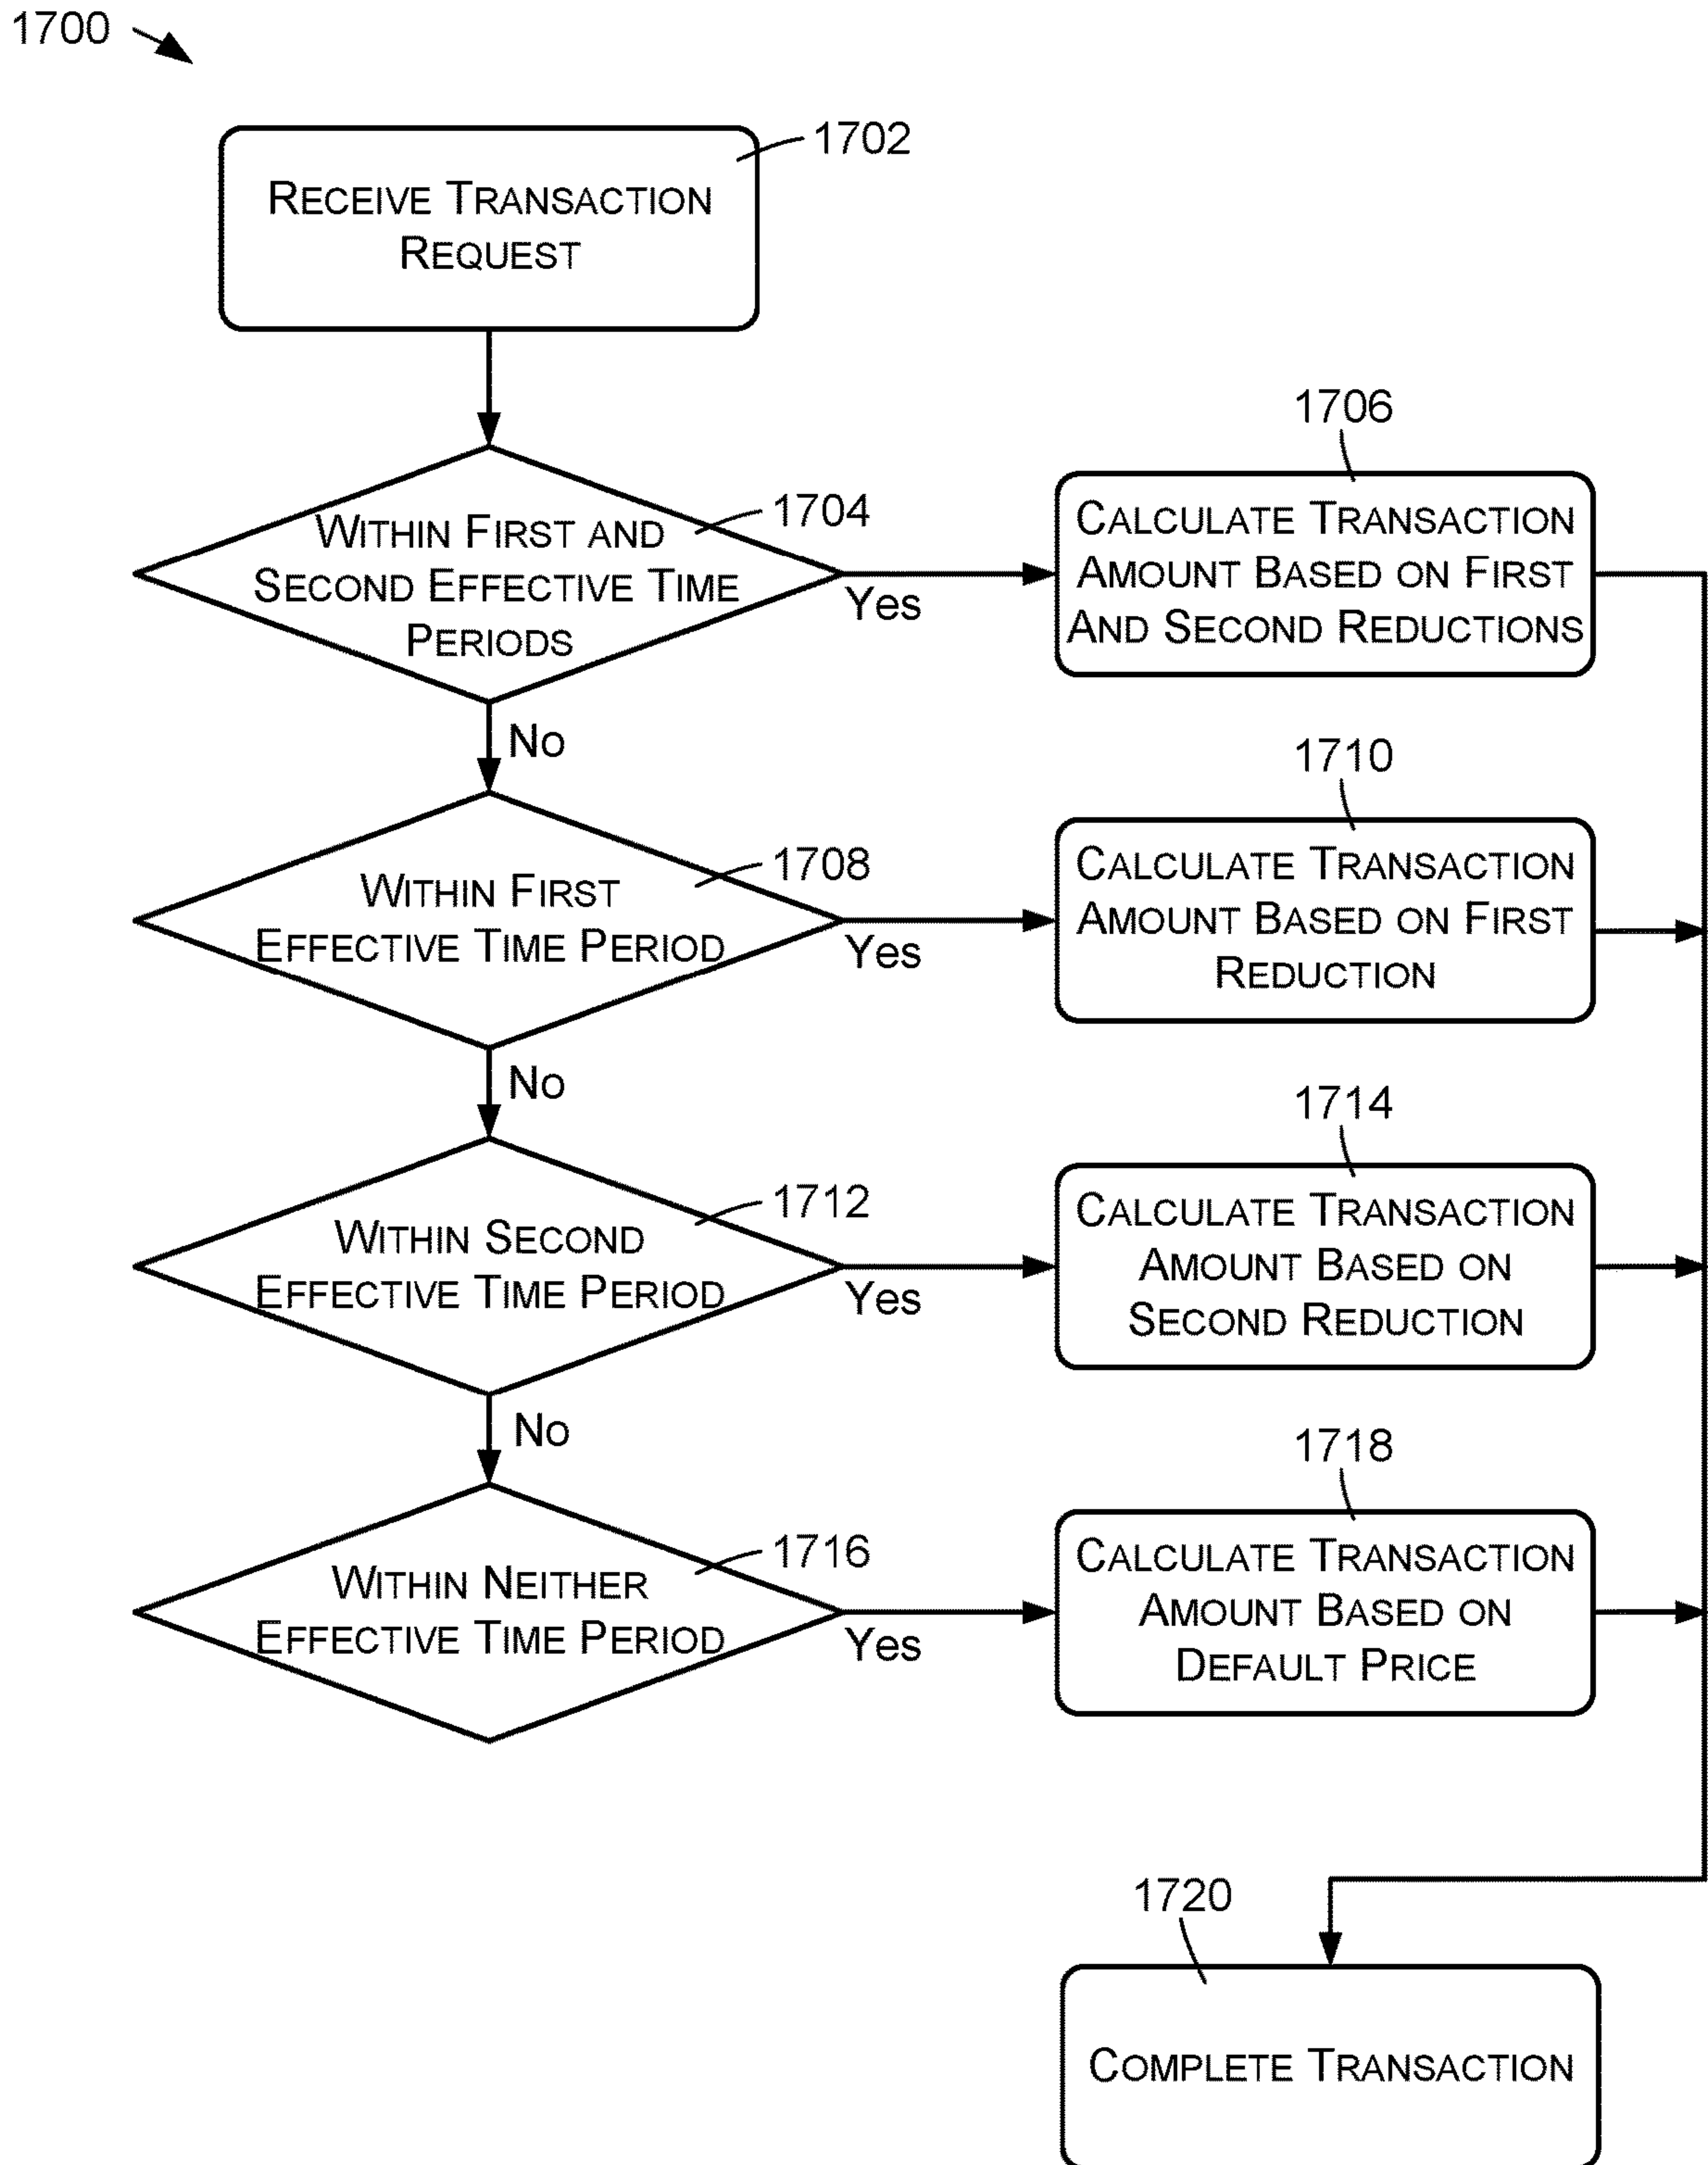 1700
1702
RECEIVE TRANSACTION
REQUEST
1704
WITHIN FIRST AND
SECOND EFFECTIVE TIME
PERIODS
Yes
No
1706
CALCULATE TRANSACTION
AMOUNT BASED ON FIRST
AND SECOND REDUCTIONS
1708
WITHIN FIRST
EFFECTIVE TIME PERIOD
Yes
No
1710
CALCULATE TRANSACTION
AMOUNT BASED ON FIRST
REDUCTION
1712
WITHIN SECOND
EFFECTIVE TIME PERIOD
Yes
No
1714
CALCULATE TRANSACTION
AMOUNT BASED ON
SECOND REDUCTION
1716
WITHIN NEITHER
EFFECTIVE TIME PERIOD
Yes
1718
CALCULATE TRANSACTION
AMOUNT BASED ON
DEFAULT PRICE
1720
COMPLETE TRANSACTION